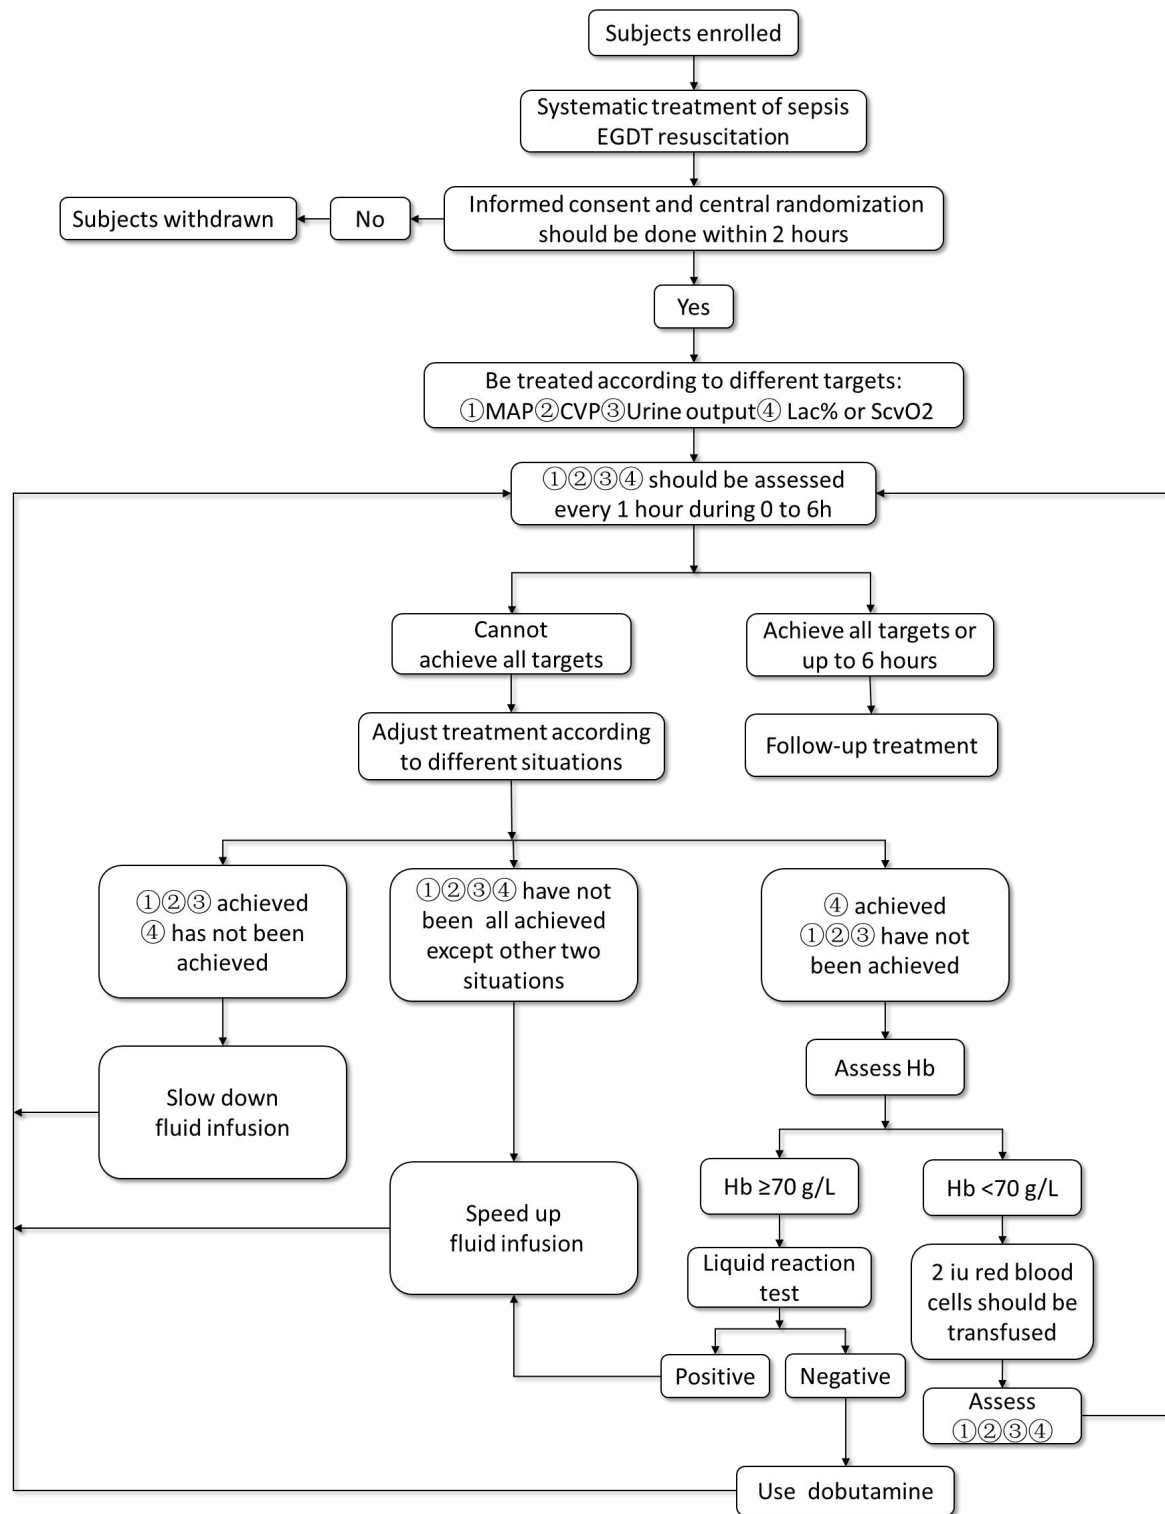 Subjects enrolled
Systematic treatment of sepsis
EGDT resuscitation
Subjects withdrawn
No
Informed consent and central randomization
should be done within 2 hours
Yes
Be treated according to different targets:
①MAP②CVP③Urine output④ Lac% or ScvO2
①②③④ should be assessed
every 1 hour during 0 to 6h
Cannot
achieve all targets
Achieve all targets or
up to 6 hours
Adjust treatment according
to different situations
Follow-up treatment
①②③ achieved
④ has not been
achieved
①②③④ have not
been all achieved
except other two
situations
④ achieved
①②③ have not
been achieved
Slow down
fluid infusion
Assess Hb
Speed up
fluid infusion
Hb ≥70 g/L
Hb <70 g/L
Liquid reaction
test
2 iu red blood
cells should be
transfused
Positive
Negative
Assess
①②③④
Use dobutamine